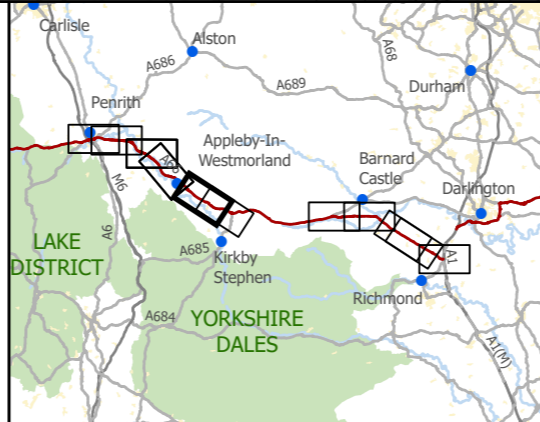 Carlisle
Alston
A686
A68
A689
Durham
Penrith
Appleby-In-
Westmorland
A66
Barnard
Castle
Darlington
M6
A6
LAKE
DISTRICT
A685
Kirkby
Stephen
A1
Richmond
A684
YORKSHIRE
DALES
A1(M)